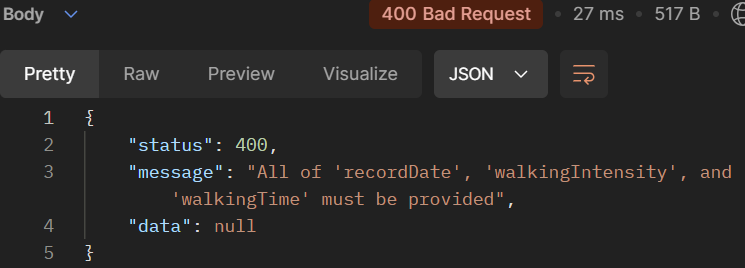 Body 400 Bad Request • 27 ms • 517 B •
Pretty Raw Preview Visualize JSON
1 {
2 "status": 400,
3 "message": "All of 'recordDate', 'walkingIntensity', and
'walkingTime' must be provided",
4 "data": null
5 }